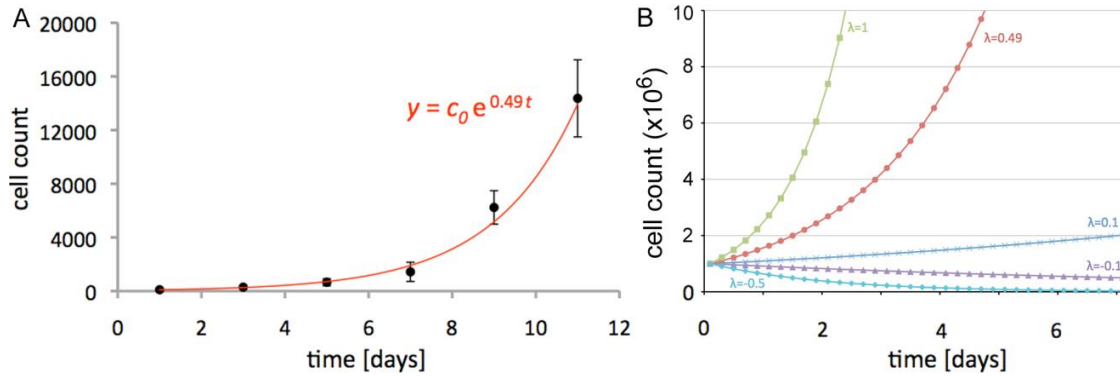 A
20000
16000
12000
8000
4000
0
cell count
y = c₀ e^0.49 t
0 2 4 6 8 10 12
time [days]
B
10
8
6
4
2
0
cell count (x10⁶)
λ=1
λ=0.49
λ=0.1
λ=-0.1
λ=-0.5
0 2 4 6
time [days]